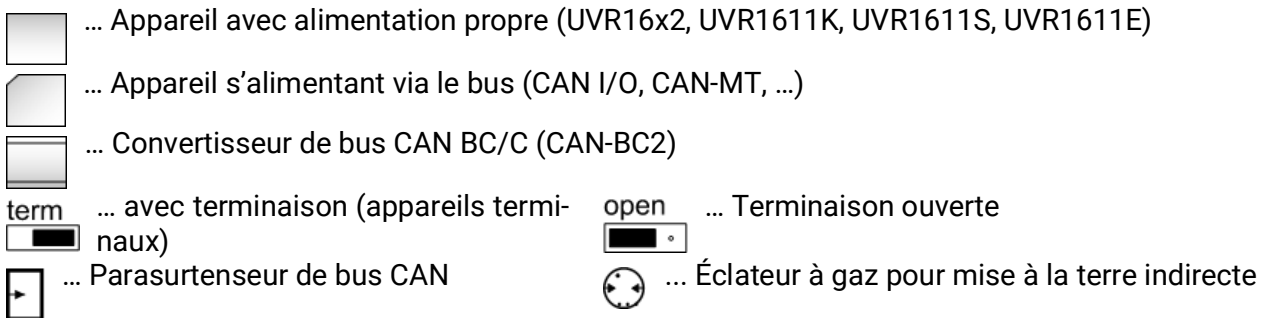 … Appareil avec alimentation propre (UVR16x2, UVR1611K, UVR1611S, UVR1611E)
… Appareil s’alimentant via le bus (CAN I/O, CAN-MT, …)
… Convertisseur de bus CAN BC/C (CAN-BC2)
term … avec terminaison (appareils termi-
naux)
open … Terminaison ouverte
… Parasurtenseur de bus CAN
... Éclateur à gaz pour mise à la terre indirecte